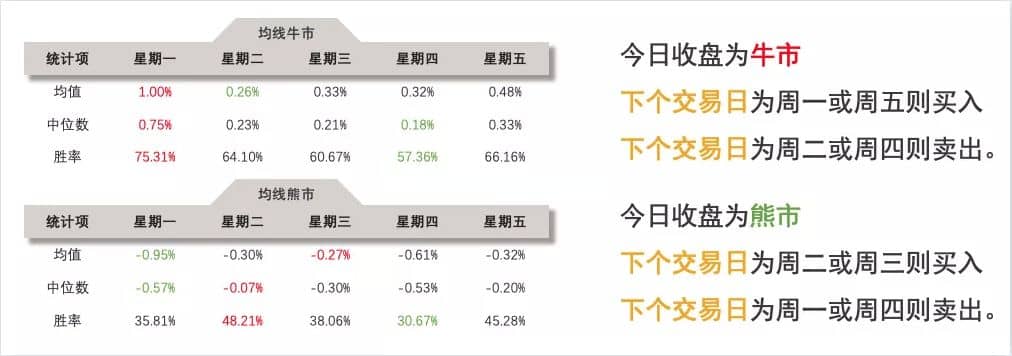 均线牛市
统计项 星期一 星期二 星期三 星期四 星期五
均值 1.00% 0.26% 0.33% 0.32% 0.48%
中位数 0.75% 0.23% 0.21% 0.18% 0.33%
胜率 75.31% 64.10% 60.67% 57.36% 66.16%
均线熊市
统计项 星期一 星期二 星期三 星期四 星期五
均值 -0.95% -0.30% -0.27% -0.61% -0.32%
中位数 -0.57% -0.07% -0.30% -0.53% -0.20%
胜率 35.81% 48.21% 38.06% 30.67% 45.28%
今日收盘为牛市
下个交易日为周一或周五则买入
下个交易日为周二或周四则卖出。
今日收盘为熊市
下个交易日为周二或周三则买入
下个交易日为周一或周四则卖出。